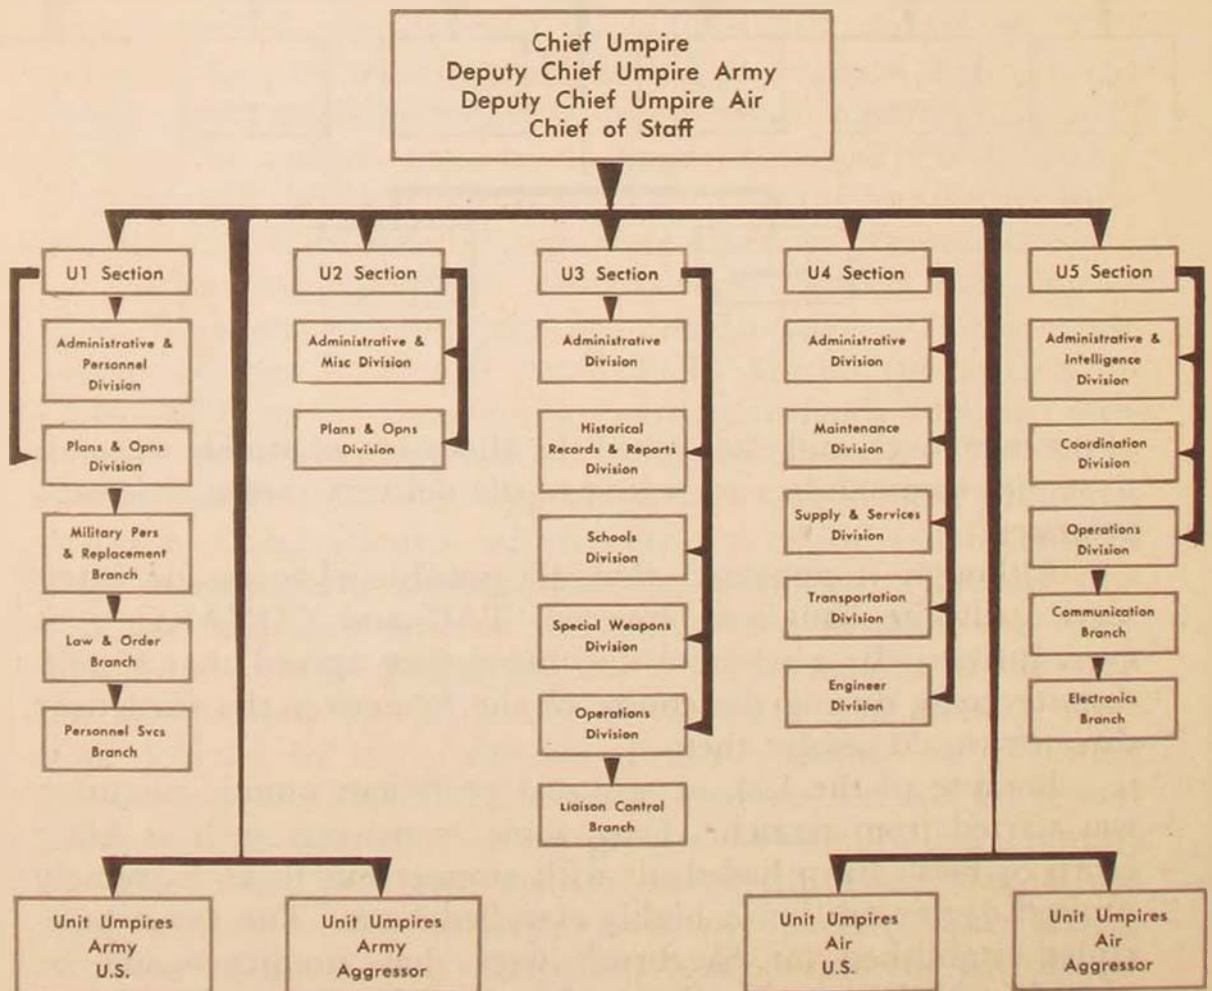 Chief Umpire
Deputy Chief Umpire Army
Deputy Chief Umpire Air
Chief of Staff
U1 Section
Administrative &
Personnel
Division
Plans & Opns
Division
Military Pers
& Replacement
Branch
Law & Order
Branch
Personnel Svcs
Branch
U2 Section
Administrative &
Misc Division
Plans & Opns
Division
U3 Section
Administrative
Division
Historical
Records & Reports
Division
Schools
Division
Special Weapons
Division
Operations
Division
Liaison Control
Branch
U4 Section
Administrative
Division
Maintenance
Division
Supply & Services
Division
Transportation
Division
Engineer
Division
U5 Section
Administrative &
Intelligence
Division
Coordination
Division
Operations
Division
Communication
Branch
Electronics
Branch
Unit Umpires
Army
U.S.
Unit Umpires
Army
Aggressor
Unit Umpires
Air
U.S.
Unit Umpires
Air
Aggressor